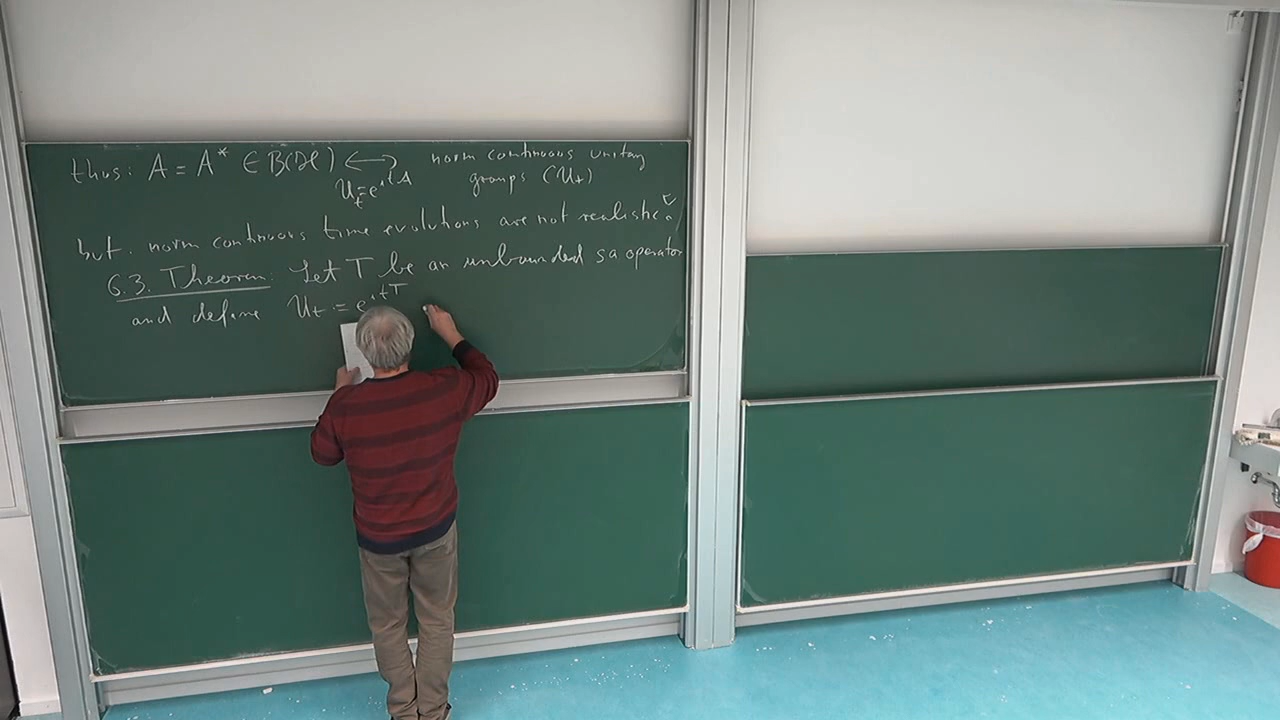 thus: A = A* ∈ B(ℋ) ⟷ norm continuous unitary
U_t = e^{itA} groups (U_t)
but. norm continuous time evolutions are not realistic
6.3. Theorem: Let T be an unbounded sa operator
and define U_t := e^{itT}